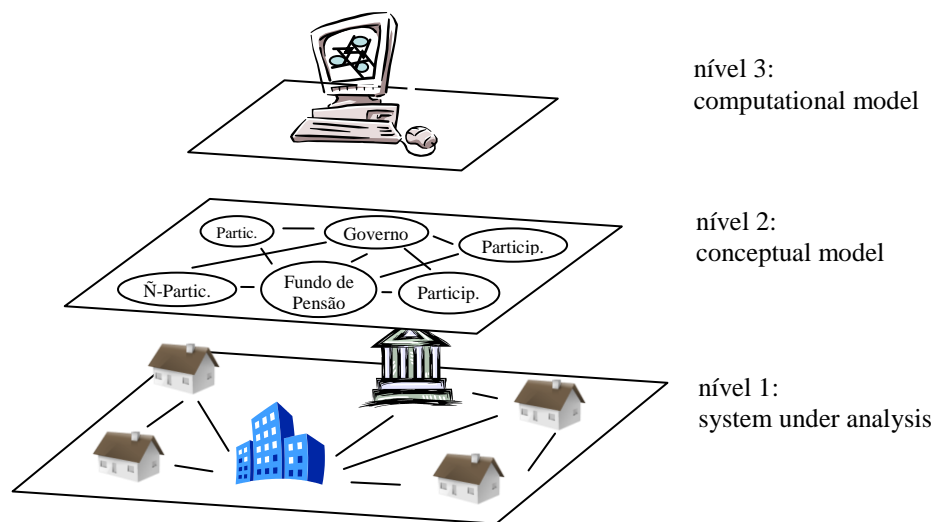 nível 3:
computational model
nível 2:
conceptual model
Partic.
Governo
Particip.
Ñ-Partic.
Fundo de
Pensão
Particip.
nível 1:
system under analysis